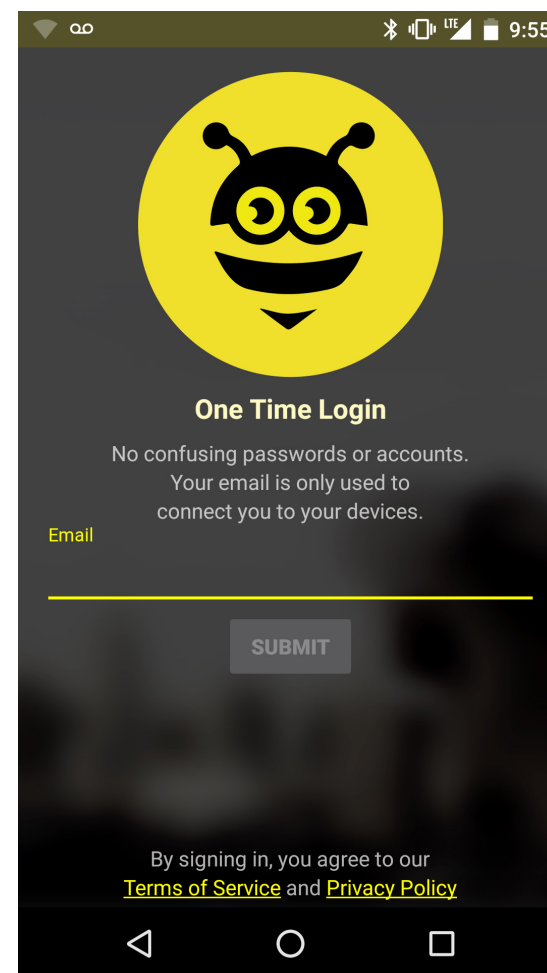 LTE 9:55
One Time Login
No confusing passwords or accounts.
Your email is only used to
connect you to your devices.
Email
SUBMIT
By signing in, you agree to our
Terms of Service and Privacy Policy